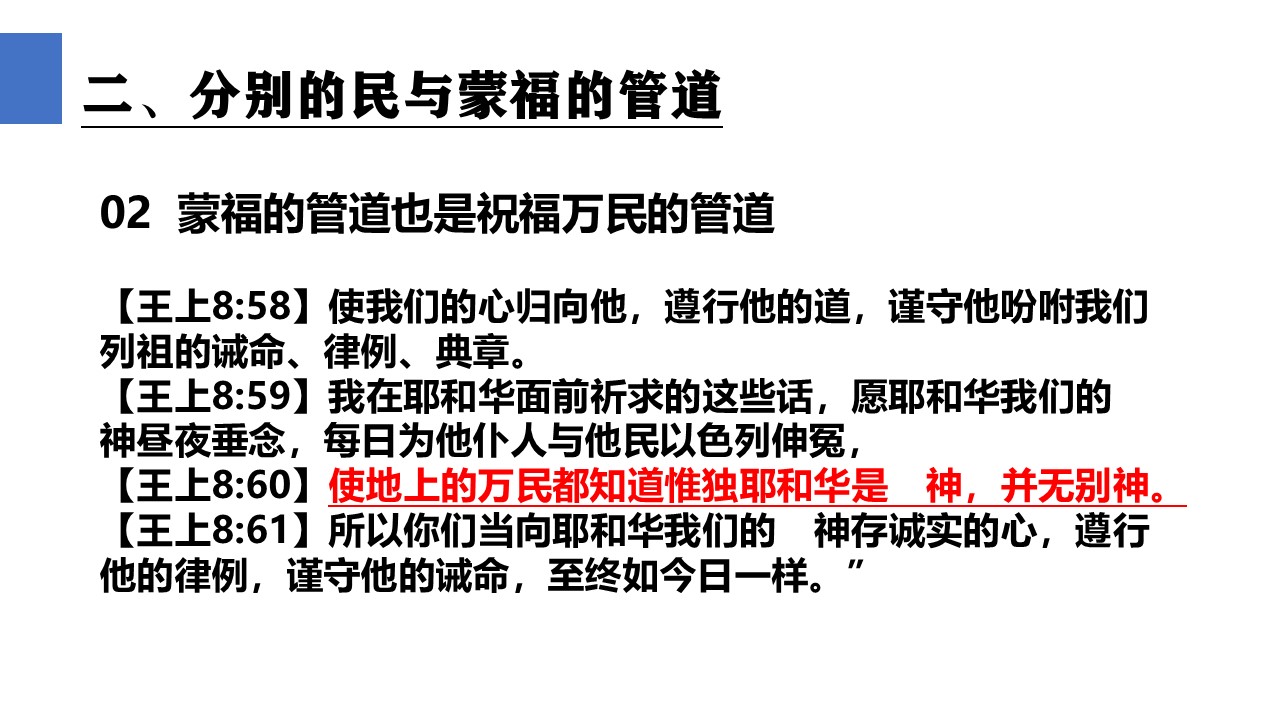 二、分别的民与蒙福的管道
02 蒙福的管道也是祝福万民的管道
【王上8:58】使我们的心归向他，遵行他的道，谨守他吩咐我们
列祖的诫命、律例、典章。
【王上8:59】我在耶和华面前祈求的这些话，愿耶和华我们的
神昼夜垂念，每日为他仆人与他民以色列伸冤，
【王上8:60】使地上的万民都知道惟独耶和华是　神，并无别神。
【王上8:61】所以你们当向耶和华我们的　神存诚实的心，遵行
他的律例，谨守他的诫命，至终如今日一样。”